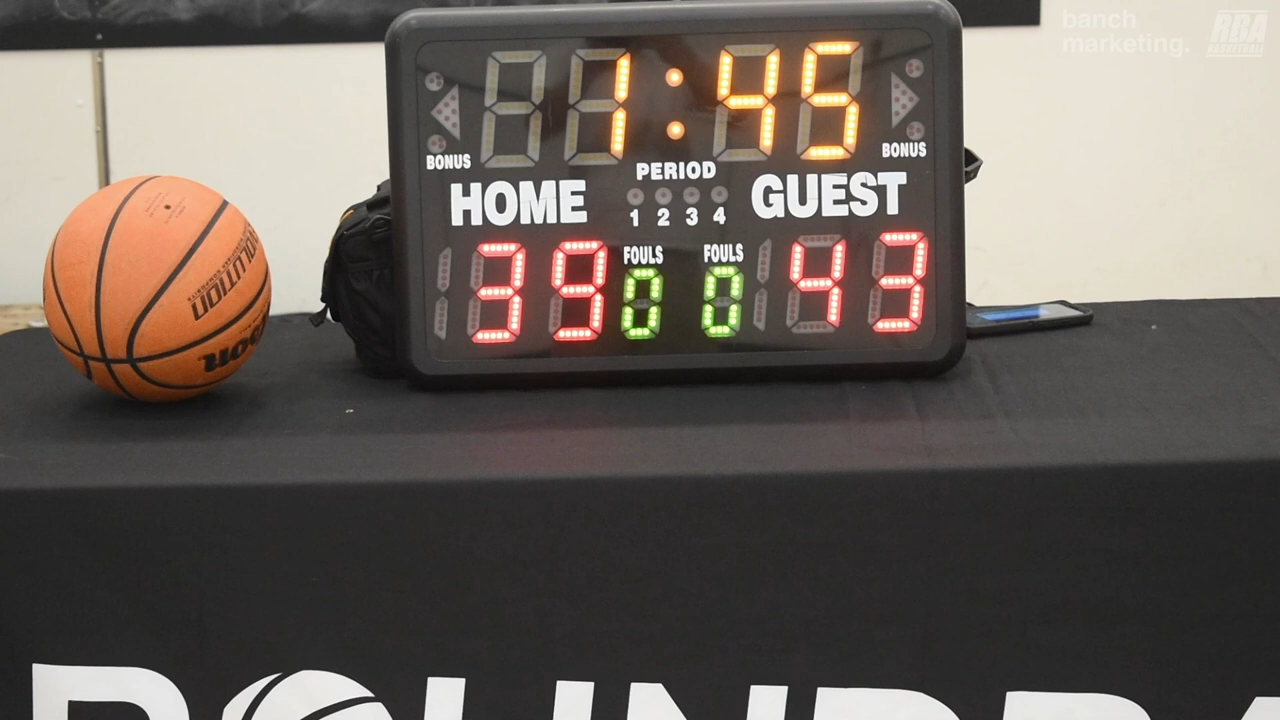 banch
marketing.
RBA
BASKETBALL
1:45
BONUS
BONUS
PERIOD
HOME
GUEST
1 2 3 4
FOULS
FOULS
39
0
0
43